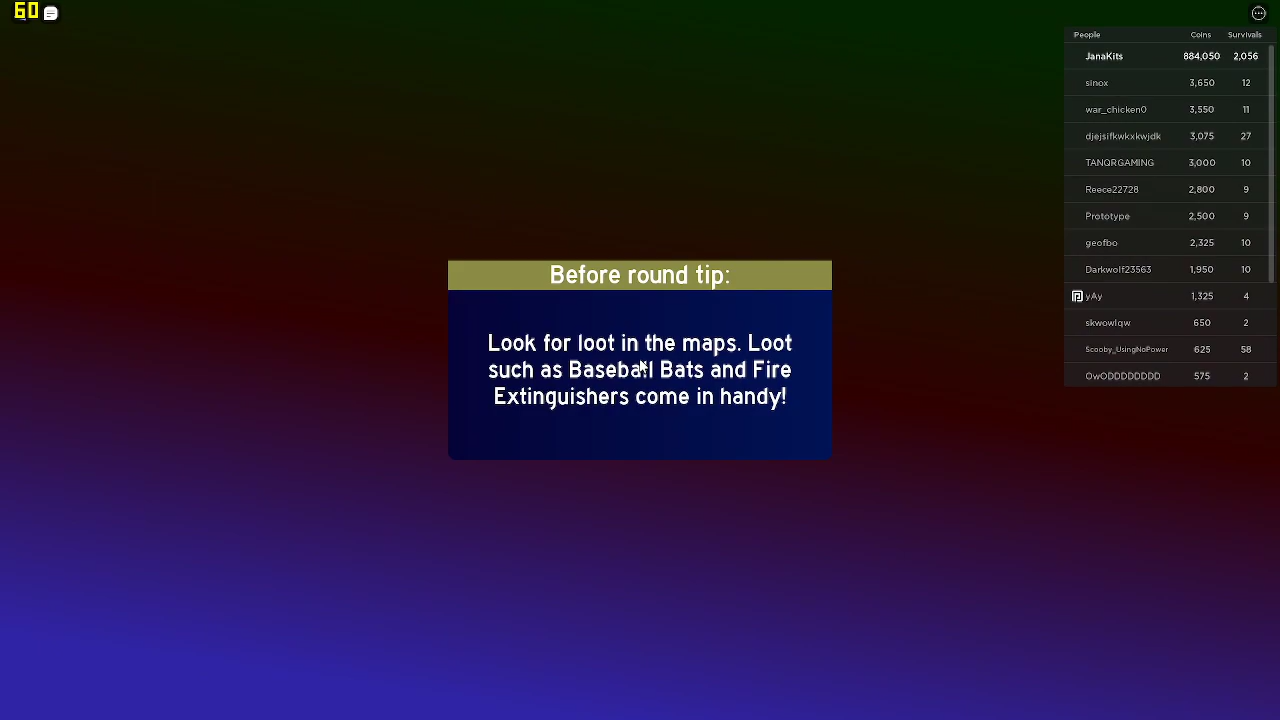 60
People Coins Survivals
JanaKits 884,050 2,056
sinox 3,650 12
war_chicken0 3,550 11
djejsifkwkxkwjdk 3,075 27
TANQRGAMING 3,000 10
Reece22728 2,800 9
Prototype 2,500 9
geofbo 2,325 10
Darkwolf23563 1,950 10
yAy 1,325 4
skwowlqw 650 2
Scooby_UsingNoPower 625 58
OwODDDDDDDD 575 2
Before round tip:
Look for loot in the maps. Loot
such as Baseball Bats and Fire
Extinguishers come in handy!